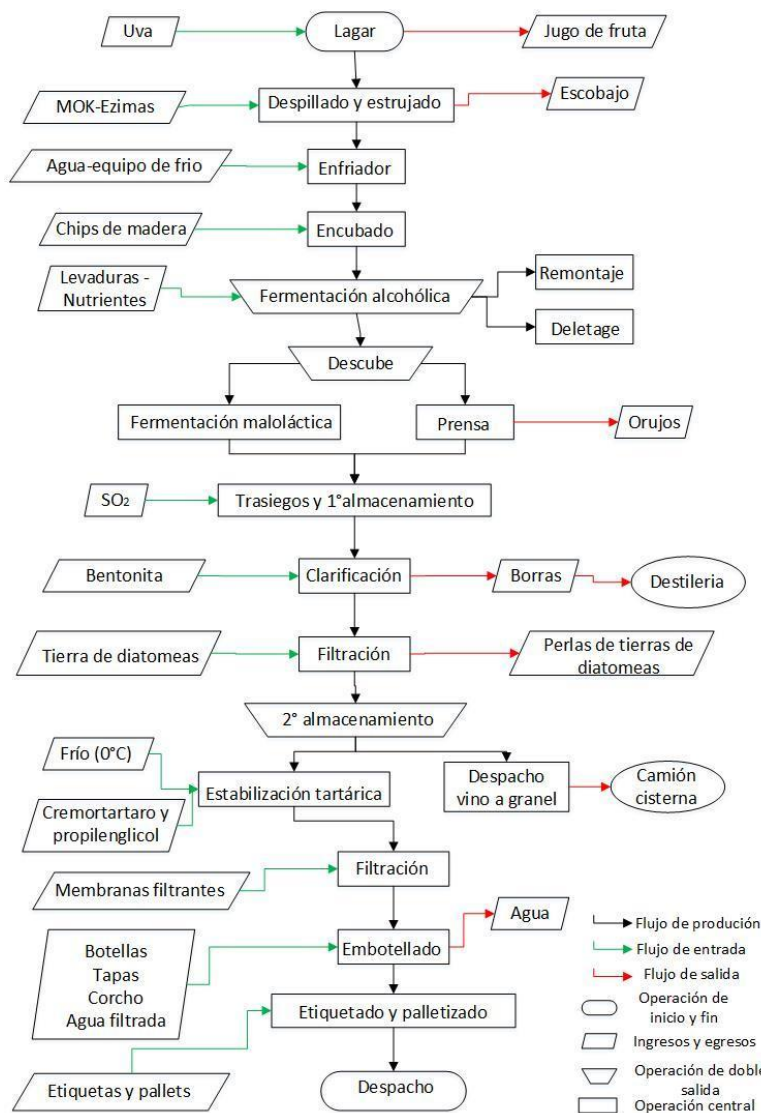 Uva
Lagar
Jugo de fruta
MOK-Ezimas
Despillado y estrujado
Escobajo
Agua-equipo de frio
Enfriador
Chips de madera
Encubado
Levaduras -
Nutrientes
Fermentación alcohólica
Remontaje
Deletage
Descube
Fermentación maloláctica
Prensa
Orujos
SO₂
Trasiegos y 1°almacenamiento
Bentonita
Clarificación
Borras
Destileria
Tierra de diatomeas
Filtración
Perlas de tierras de
diatomeas
2° almacenamiento
Frío (0°C)
Cremortartaro y
propilenglicol
Estabilización tartárica
Despacho
vino a granel
Camión
cisterna
Membranas filtrantes
Filtración
Botellas
Tapas
Corcho
Agua filtrada
Embotellado
Agua
Etiquetado y palletizado
Etiquetas y pallets
Despacho
Flujo de produción
Flujo de entrada
Flujo de salida
Operación de
inicio y fin
Ingresos y egresos
Operación de doble
salida
Operación central